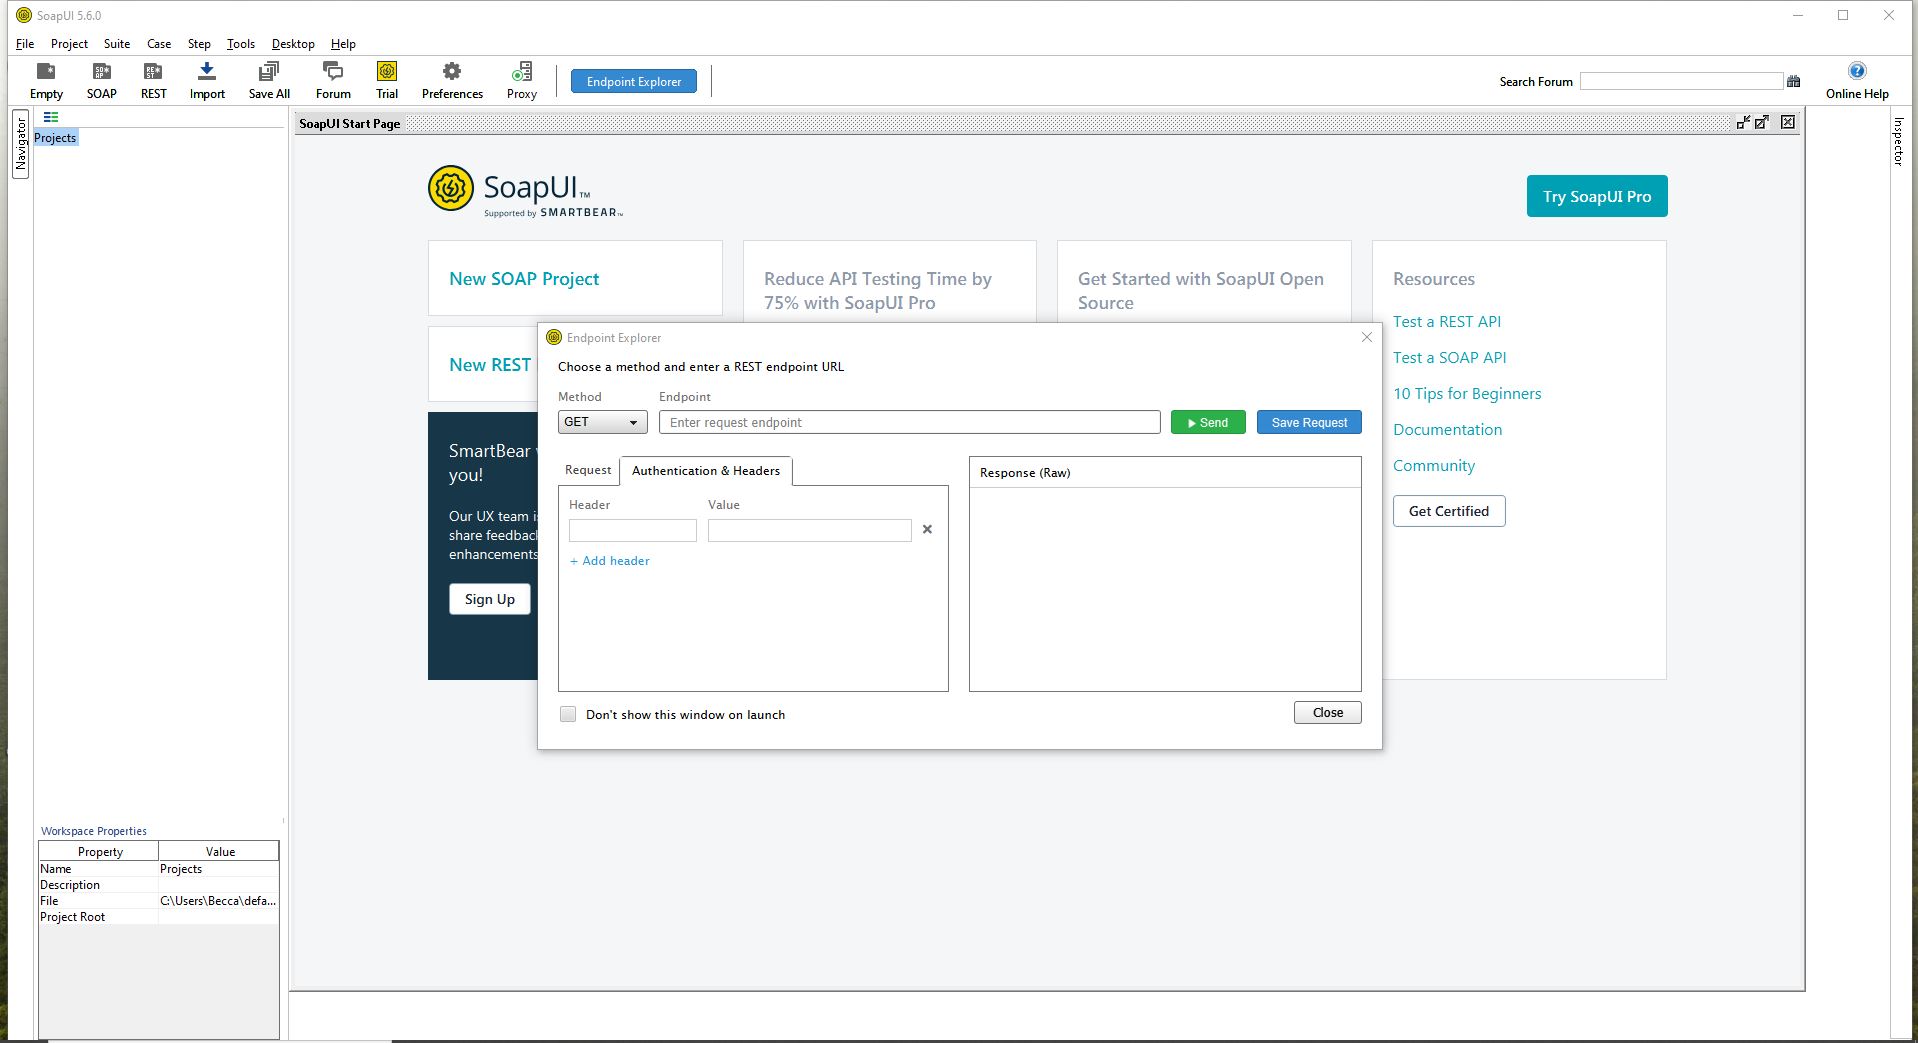 SoapUI 5.6.0
File Project Suite Case Step Tools Desktop Help
Empty SOAP REST Import Save All Forum Trial Preferences Proxy Endpoint Explorer Search Forum Online Help
Navigator
Projects
SoapUI Start Page
Inspector
SoapUI™
Supported by SMARTBEAR™
Try SoapUI Pro
New SOAP Project
Reduce API Testing Time by
75% with SoapUI Pro
Get Started with SoapUI Open
Source
Resources
Test a REST API
Test a SOAP API
10 Tips for Beginners
Documentation
Community
Get Certified
New REST
SmartBear
you!
Our UX team
share feedback
enhancements
Sign Up
Endpoint Explorer
Choose a method and enter a REST endpoint URL
Method Endpoint
GET Enter request endpoint Send Save Request
Request Authentication & Headers
Header Value
+ Add header
Response (Raw)
Don't show this window on launch
Close
Workspace Properties
Property Value
Name Projects
Description
File C:\Users\Becca\defa...
Project Root